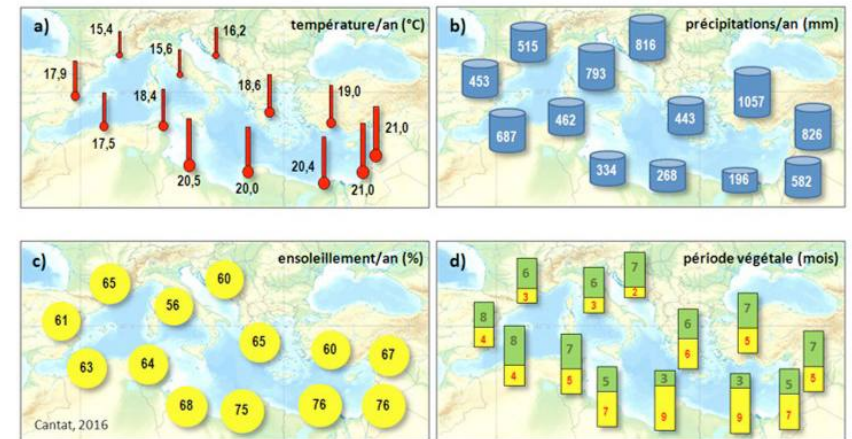 a) température/an (°C)
15,4 16,2
15,6
17,9
18,4 18,6 19,0
17,5 21,0
20,5 20,0 20,4 21,0
b) précipitations/an (mm)
515 816
453 793
1057
687 462 443
826
334 268 196 582
c) ensoleillement/an (%)
65 60
61 56
63 64 65 60 67
68 75 76 76
Cantat, 2016
d) période végétale (mois)
6 6 7
3 3 2
8 8 7 6 7 7
4 4 5 6 5 5
5 3 3 5
7 9 9 7